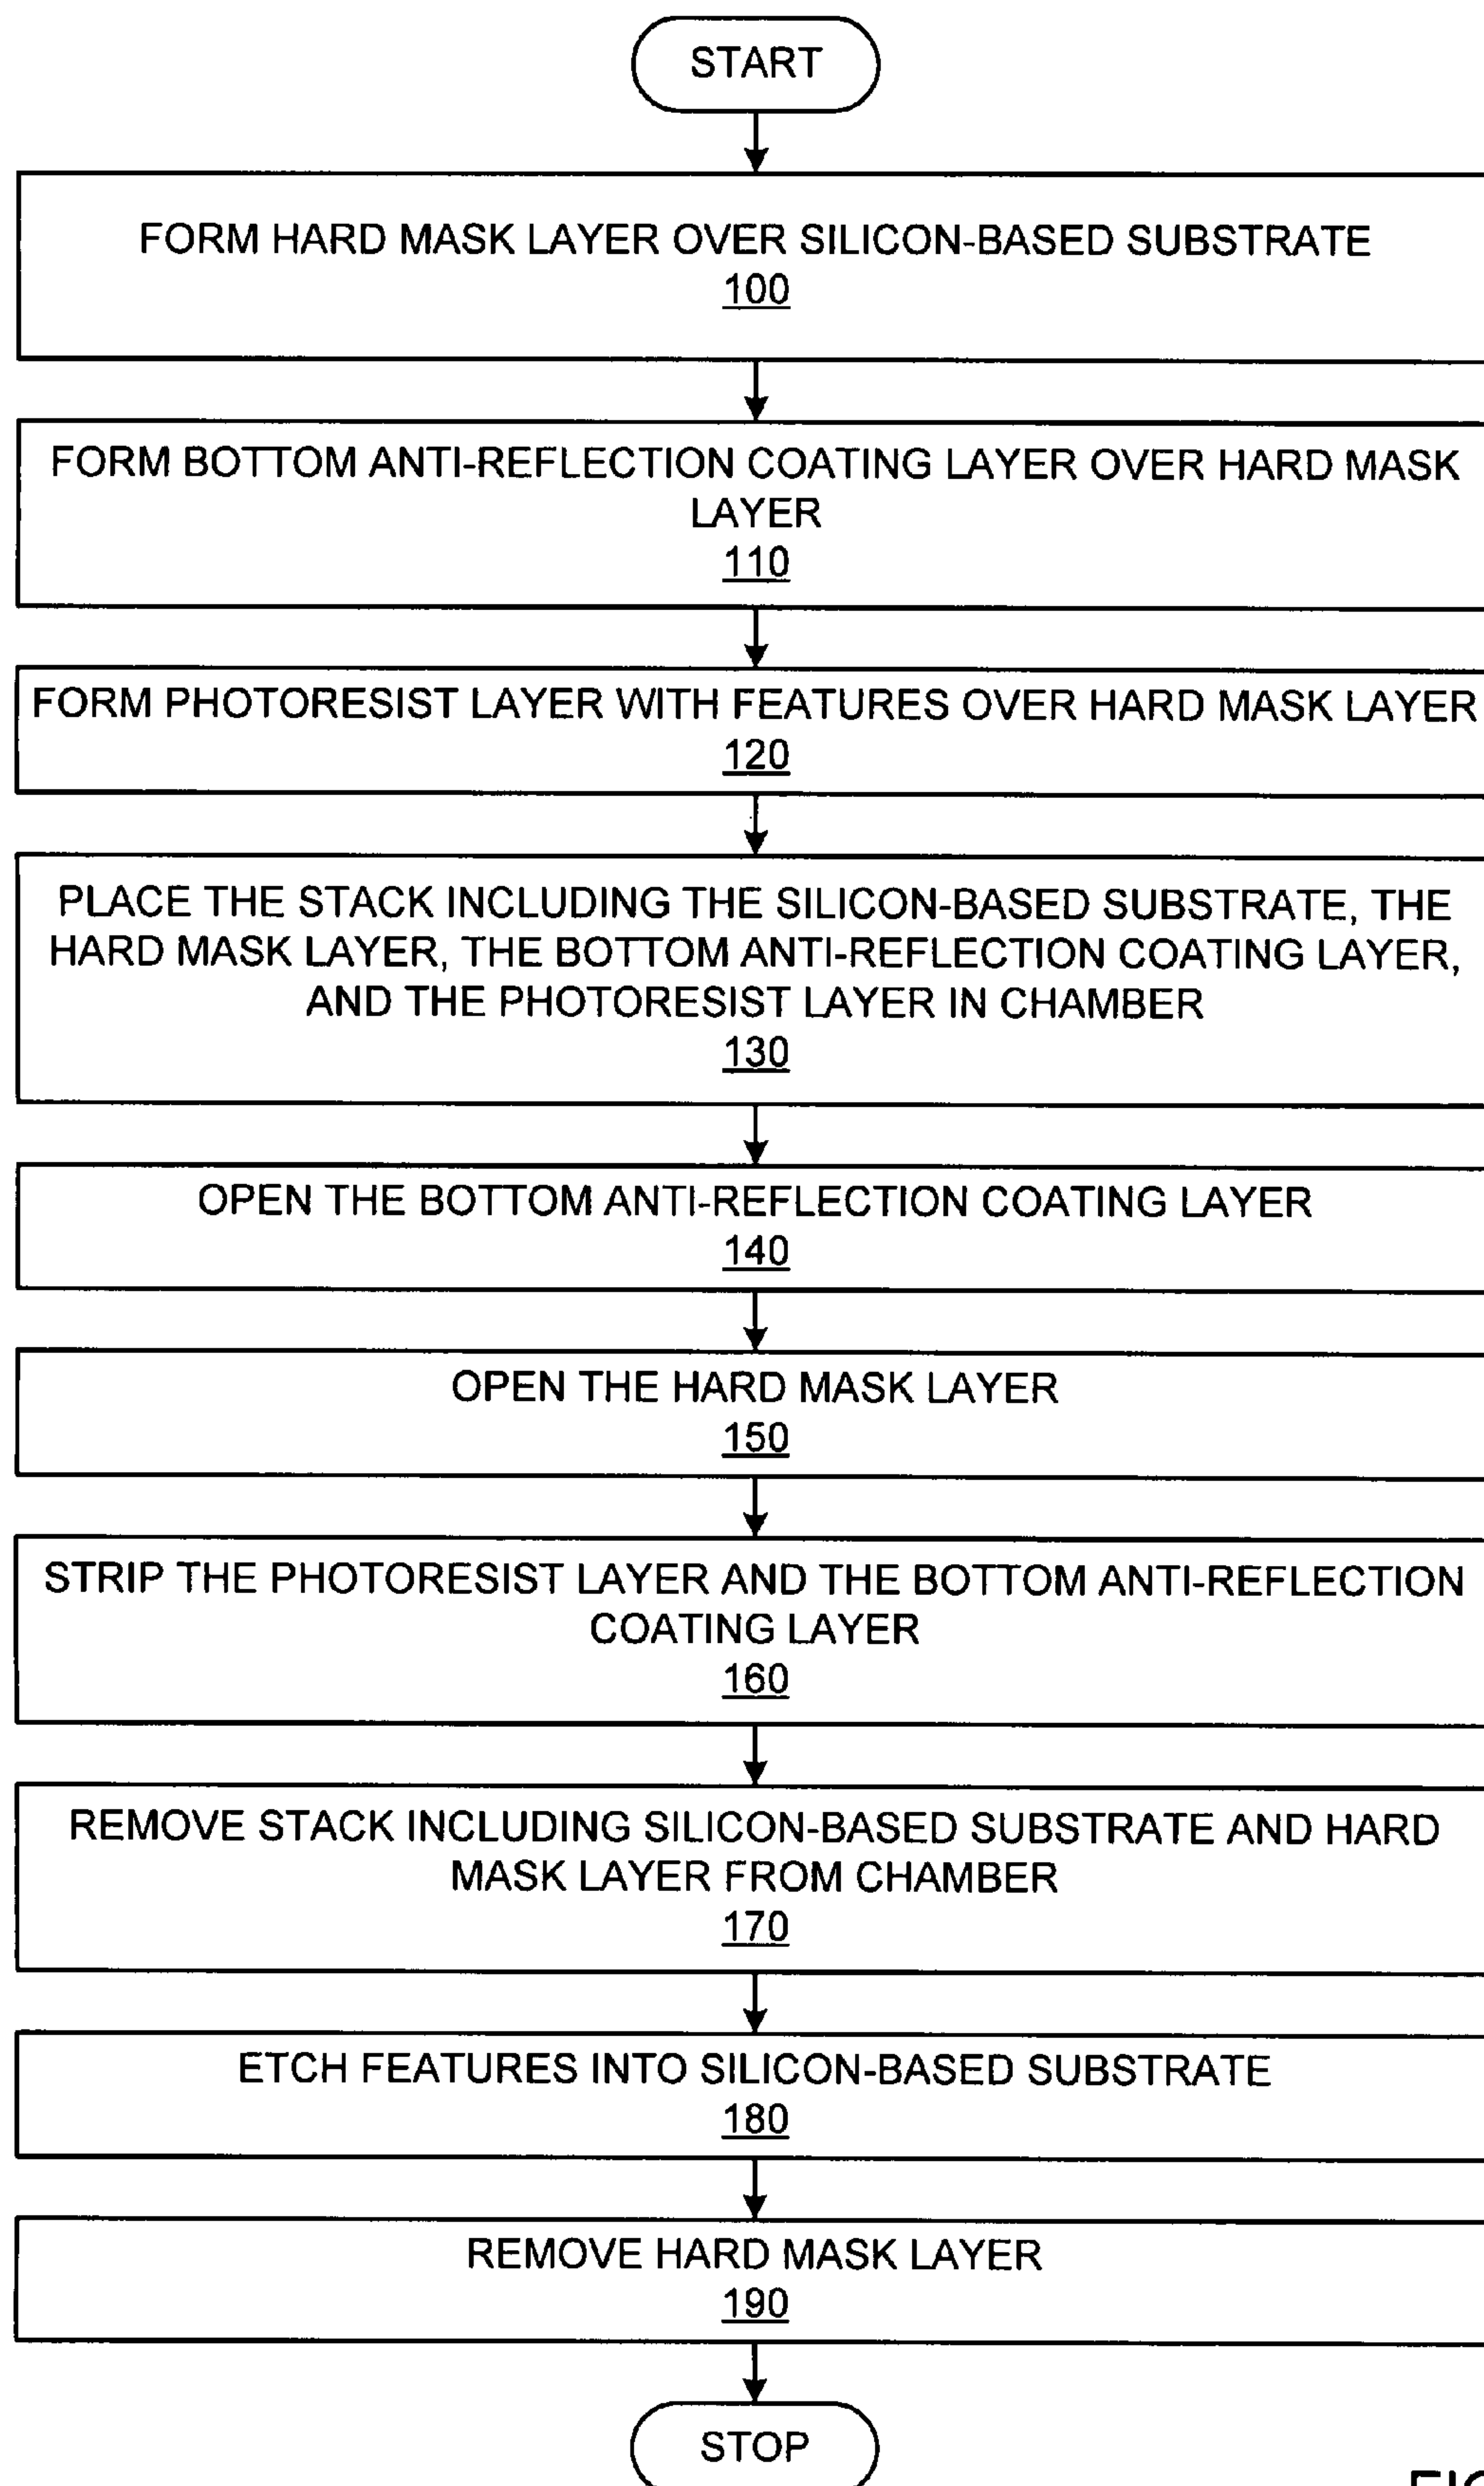 START
FORM HARD MASK LAYER OVER SILICON-BASED SUBSTRATE
100
FORM BOTTOM ANTI-REFLECTION COATING LAYER OVER HARD MASK
LAYER
110
FORM PHOTORESIST LAYER WITH FEATURES OVER HARD MASK LAYER
120
PLACE THE STACK INCLUDING THE SILICON-BASED SUBSTRATE, THE
HARD MASK LAYER, THE BOTTOM ANTI-REFLECTION COATING LAYER,
AND THE PHOTORESIST LAYER IN CHAMBER
130
OPEN THE BOTTOM ANTI-REFLECTION COATING LAYER
140
OPEN THE HARD MASK LAYER
150
STRIP THE PHOTORESIST LAYER AND THE BOTTOM ANTI-REFLECTION
COATING LAYER
160
REMOVE STACK INCLUDING SILICON-BASED SUBSTRATE AND HARD
MASK LAYER FROM CHAMBER
170
ETCH FEATURES INTO SILICON-BASED SUBSTRATE
180
REMOVE HARD MASK LAYER
190
STOP